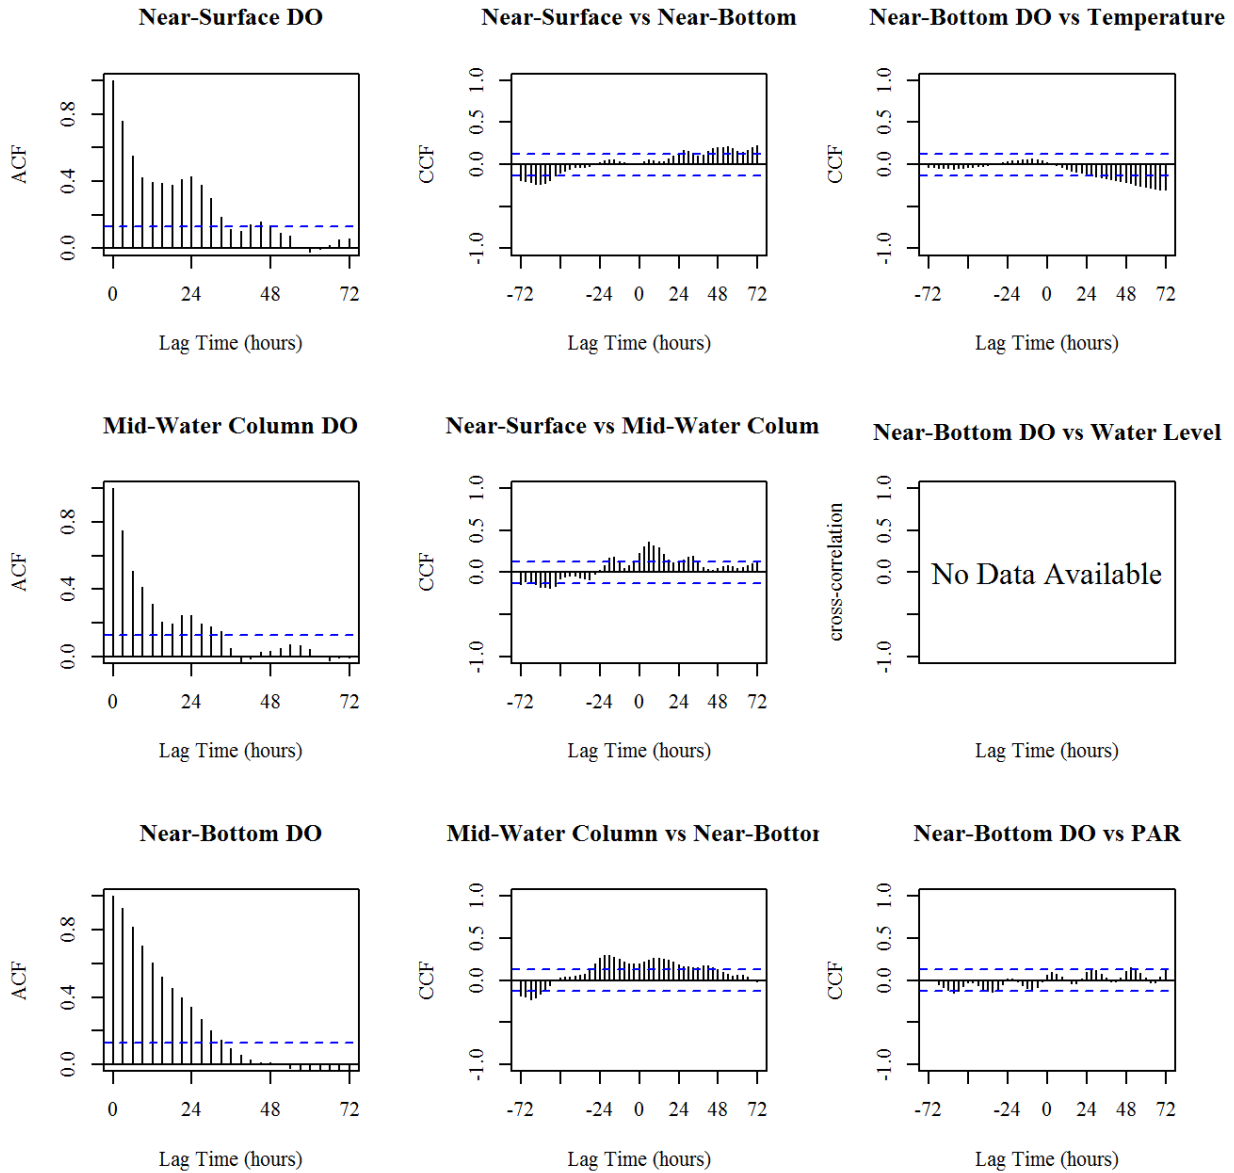 Near-Surface DO
ACF
0.0 0.4 0.8
0 24 48 72
Lag Time (hours)
Near-Surface vs Near-Bottom
CCF
-1.0 0.0 0.5 1.0
-72 -24 0 24 48 72
Lag Time (hours)
Near-Bottom DO vs Temperature
CCF
-1.0 0.0 0.5 1.0
-72 -24 0 24 48 72
Lag Time (hours)
Mid-Water Column DO
ACF
0.0 0.4 0.8
0 24 48 72
Lag Time (hours)
Near-Surface vs Mid-Water Colum
CCF
-1.0 0.0 0.5 1.0
-72 -24 0 24 48 72
Lag Time (hours)
Near-Bottom DO vs Water Level
cross-correlation
-1.0 0.0 0.5 1.0
No Data Available
Lag Time (hours)
Near-Bottom DO
ACF
0.0 0.4 0.8
0 24 48 72
Lag Time (hours)
Mid-Water Column vs Near-Bottor
CCF
-1.0 0.0 0.5 1.0
-72 -24 0 24 48 72
Lag Time (hours)
Near-Bottom DO vs PAR
CCF
-1.0 0.0 0.5 1.0
-72 -24 0 24 48 72
Lag Time (hours)